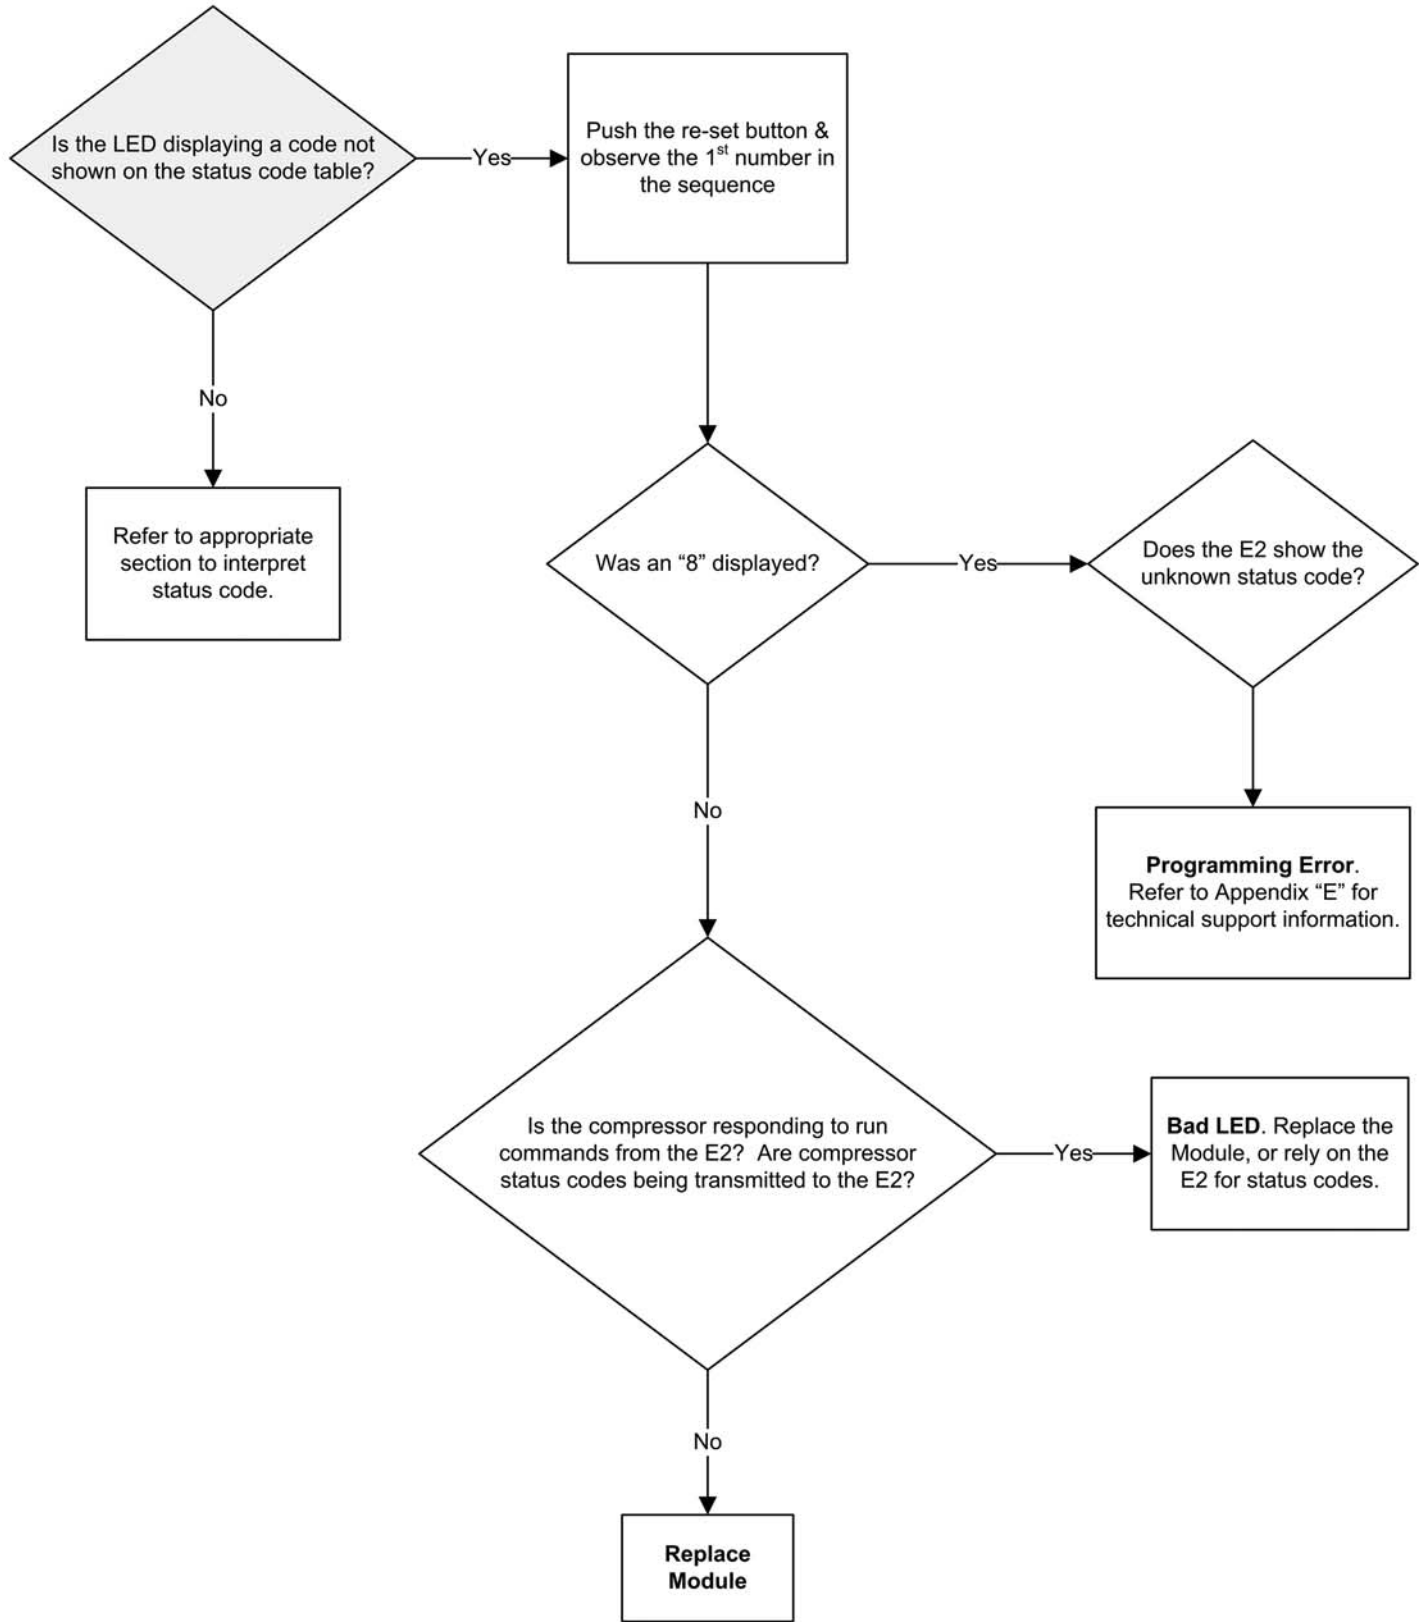 Is the LED displaying a code not
shown on the status code table?
Yes
Push the re-set button &
observe the 1st number in
the sequence
No
Refer to appropriate
section to interpret
status code.
Was an “8” displayed?
Yes
Does the E2 show the
unknown status code?
No
Programming Error.
Refer to Appendix “E” for
technical support information.
Is the compressor responding to run
commands from the E2?  Are compressor
status codes being transmitted to the E2?
Yes
Bad LED. Replace the
Module, or rely on the
E2 for status codes.
No
Replace
Module